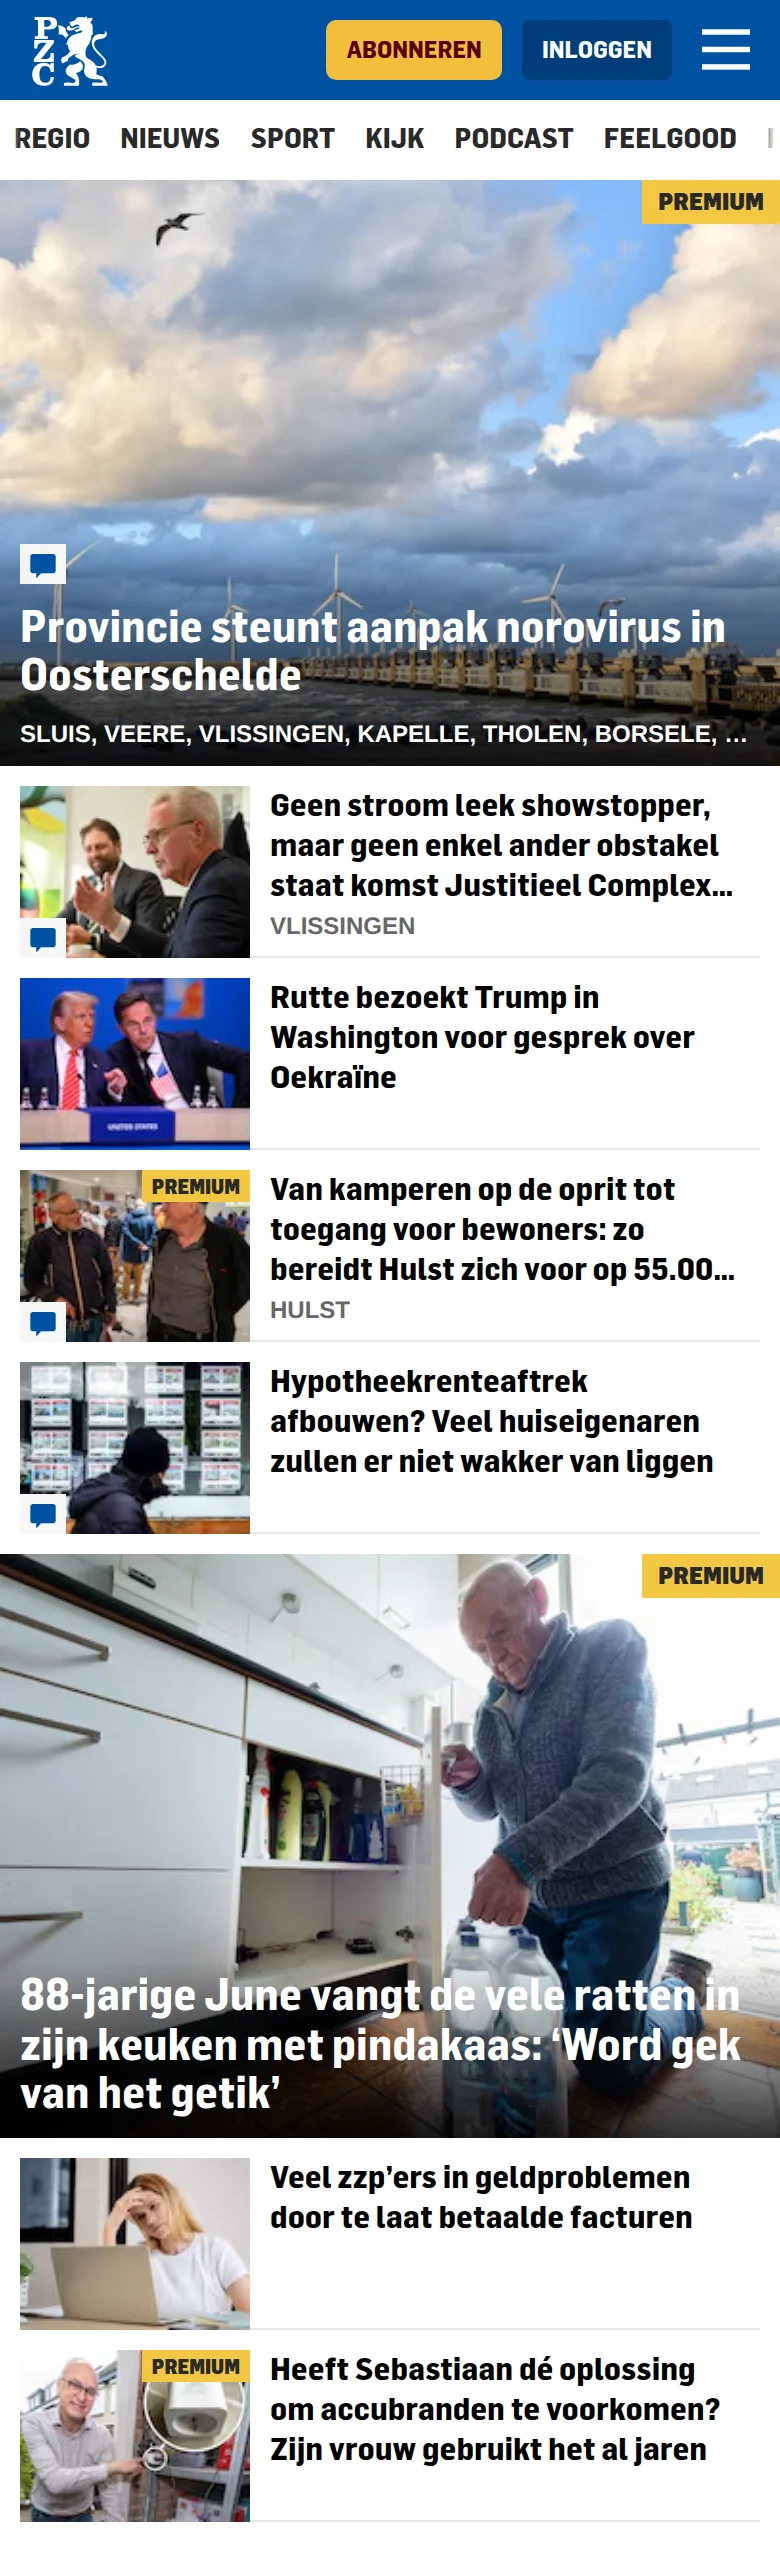 PZC
ABONNEREN
INLOGGEN
REGIO NIEUWS SPORT KIJK PODCAST FEELGOOD
PREMIUM
Provincie steunt aanpak norovirus in
Oosterschelde
SLUIS, VEERE, VLISSINGEN, KAPELLE, THOLEN, BORSELE, ...
Geen stroom leek showstopper,
maar geen enkel ander obstakel
staat komst Justitieel Complex...
VLISSINGEN
Rutte bezoekt Trump in
Washington voor gesprek over
Oekraïne
UNITED STATES
PREMIUM
Van kamperen op de oprit tot
toegang voor bewoners: zo
bereidt Hulst zich voor op 55.00...
HULST
Hypotheekrenteaftrek
afbouwen? Veel huiseigenaren
zullen er niet wakker van liggen
PREMIUM
88-jarige June vangt de vele ratten in
zijn keuken met pindakaas: ‘Word gek
van het getik’
Veel zzp’ers in geldproblemen
door te laat betaalde facturen
PREMIUM
Heeft Sebastiaan dé oplossing
om accubranden te voorkomen?
Zijn vrouw gebruikt het al jaren